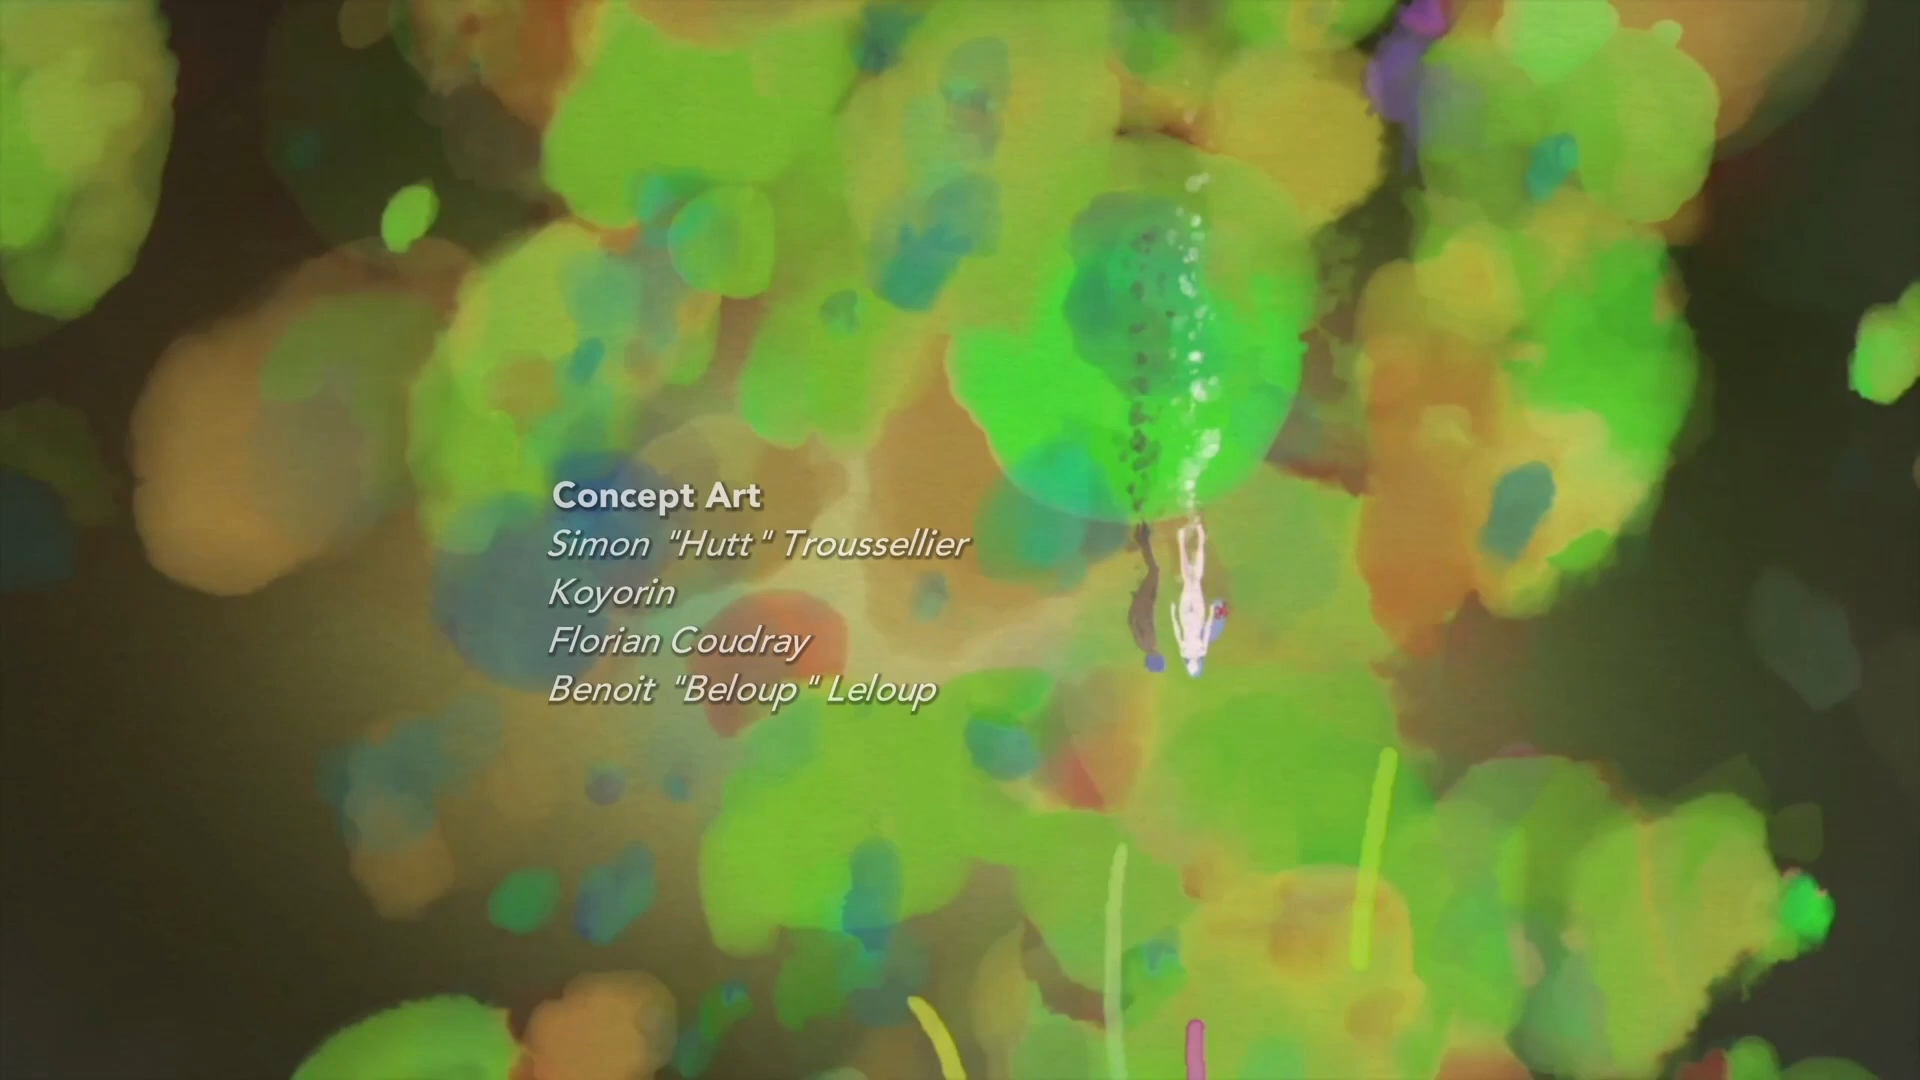 Concept Art
Simon "Hutt" Troussellier
Koyorin
Florian Coudray
Benoit "Beloup" Leloup